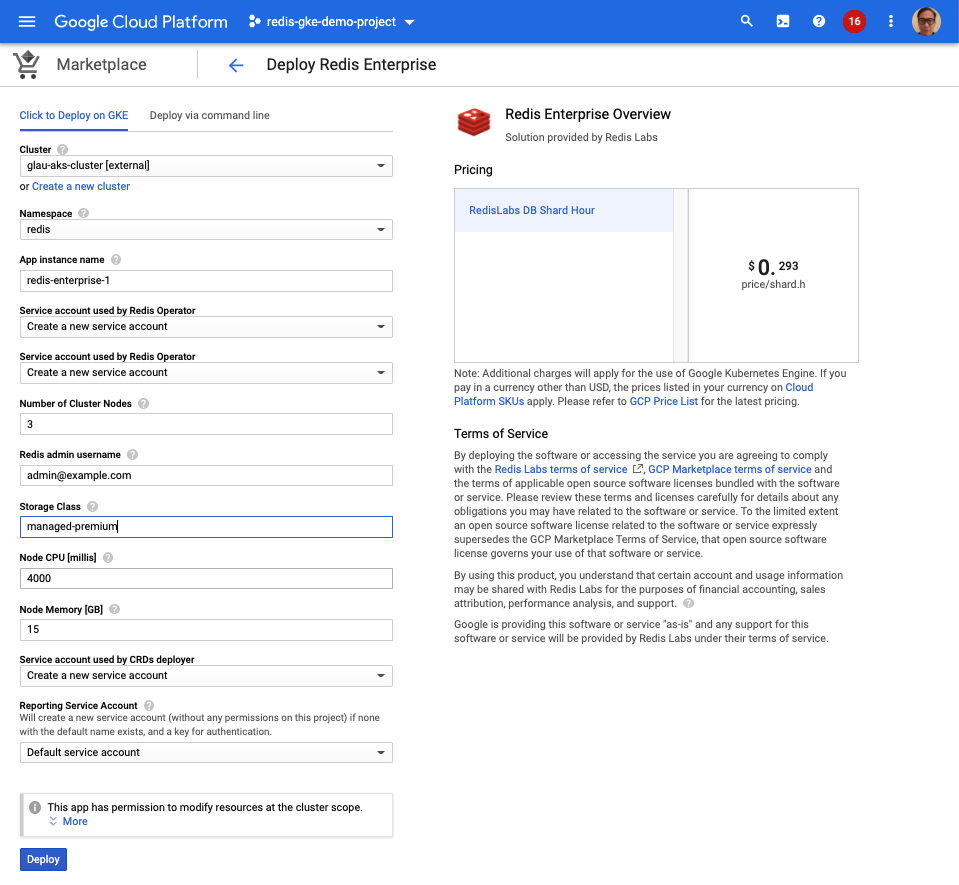 Google Cloud Platform
redis-gke-demo-project
16
Marketplace
Deploy Redis Enterprise
Click to Deploy on GKE
Deploy via command line
Cluster
glau-aks-cluster [external]
or Create a new cluster
Namespace
redis
App instance name
redis-enterprise-1
Service account used by Redis Operator
Create a new service account
Service account used by Redis Operator
Create a new service account
Number of Cluster Nodes
3
Redis admin username
admin@example.com
Storage Class
managed-premium
Node CPU [millis]
4000
Node Memory [GB]
15
Service account used by CRDs deployer
Create a new service account
Reporting Service Account
Will create a new service account (without any permissions on this project) if none
with the default name exists, and a key for authentication.
Default service account
This app has permission to modify resources at the cluster scope.
More
Deploy
Redis Enterprise Overview
Solution provided by Redis Labs
Pricing
RedisLabs DB Shard Hour
$0.293
price/shard.h
Note: Additional charges will apply for the use of Google Kubernetes Engine. If you
pay in a currency other than USD, the prices listed in your currency on Cloud
Platform SKUs apply. Please refer to GCP Price List for the latest pricing.
Terms of Service
By deploying the software or accessing the service you are agreeing to comply
with the Redis Labs terms of service, GCP Marketplace terms of service and
the terms of applicable open source software licenses bundled with the software
or service. Please review these terms and licenses carefully for details about any
obligations you may have related to the software or service. To the limited extent
an open source software license related to the software or service expressly
supersedes the GCP Marketplace Terms of Service, that open source software
license governs your use of that software or service.
By using this product, you understand that certain account and usage information
may be shared with Redis Labs for the purposes of financial accounting, sales
attribution, performance analysis, and support.
Google is providing this software or service "as-is" and any support for this
software or service will be provided by Redis Labs under their terms of service.